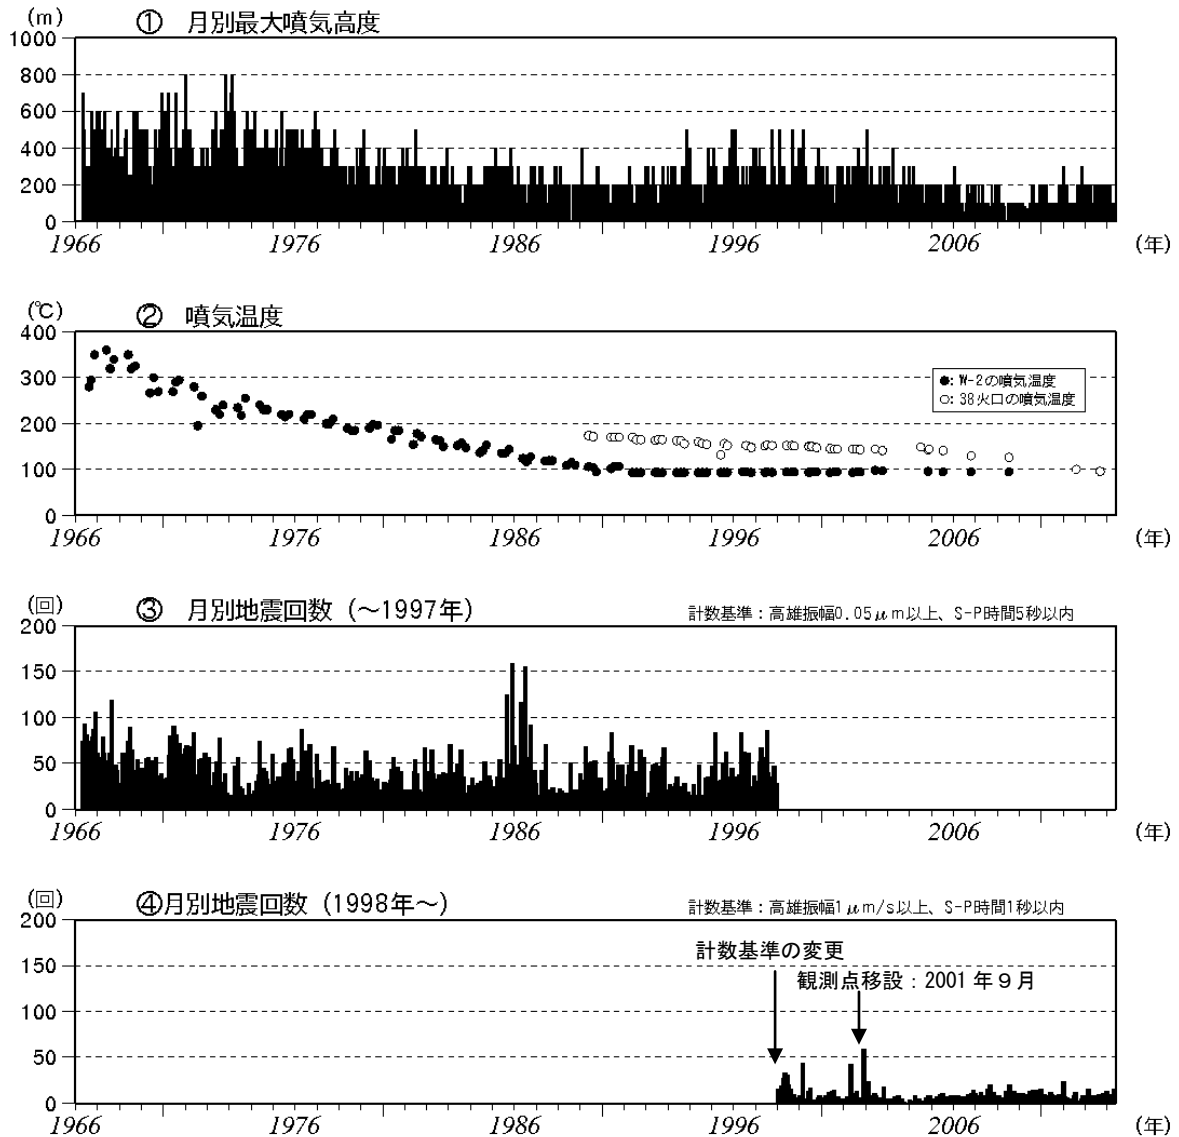 (m) ① 月別最大噴気高度
1000
800
600
400
200
0
1966 1976 1986 1996 2006 (年)
(℃) ② 噴気温度
400
300
200
100
0
●: W-2の噴気温度
○: 38火口の噴気温度
1966 1976 1986 1996 2006 (年)
(回) ③ 月別地震回数 (～1997年) 計数基準：高雄振幅0.05μm以上、S-P時間5秒以内
200
150
100
50
0
1966 1976 1986 1996 2006 (年)
(回) ④月別地震回数 (1998年～) 計数基準：高雄振幅1μm/s以上、S-P時間1秒以内
200
150
100
50
0
計数基準の変更
観測点移設：2001年９月
1966 1976 1986 1996 2006 (年)